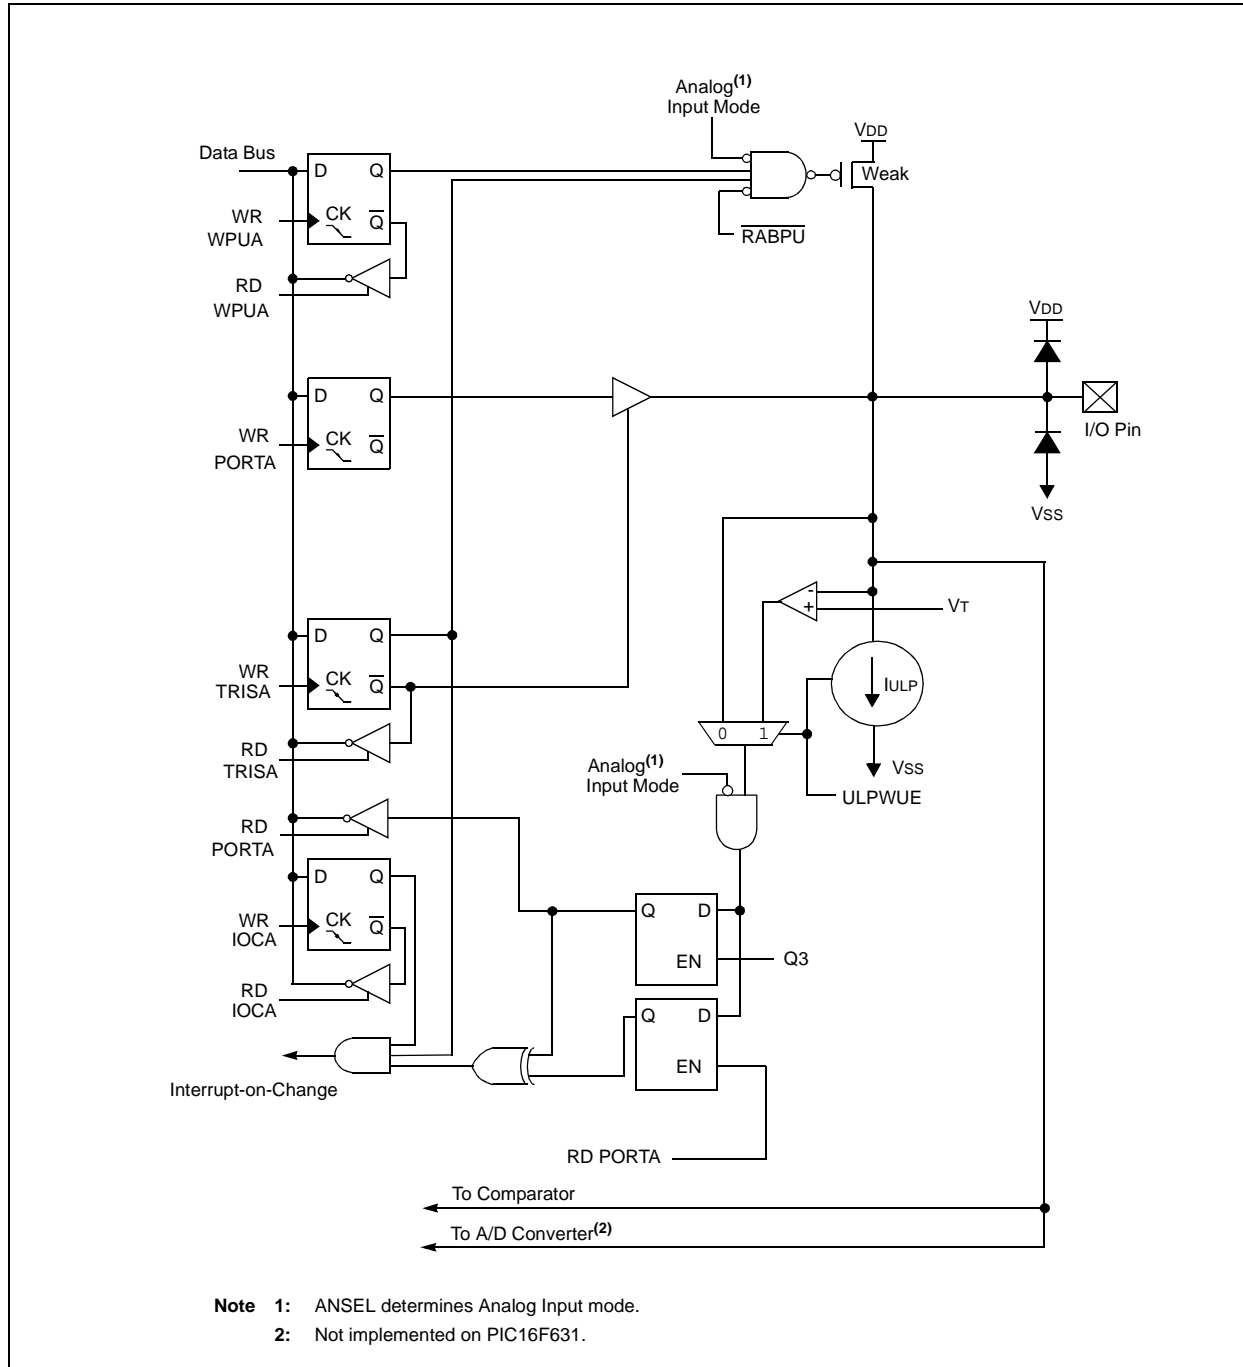 Analog(1)
Input Mode
VDD
Data Bus
D Q
Weak
WR
WPUA
CK Q
RABPU
RD
WPUA
VDD
D Q
WR
PORTA
CK Q
I/O Pin
VSS
-
+
VT
D Q
WR
TRISA
CK Q
IULP
0 1
RD
TRISA
Analog(1)
Input Mode
VSS
ULPWUE
RD
PORTA
D Q
Q D
WR
IOCA
CK Q
EN
Q3
RD
IOCA
Q D
EN
Interrupt-on-Change
RD PORTA
To Comparator
To A/D Converter(2)
Note 1: ANSEL determines Analog Input mode.
2: Not implemented on PIC16F631.